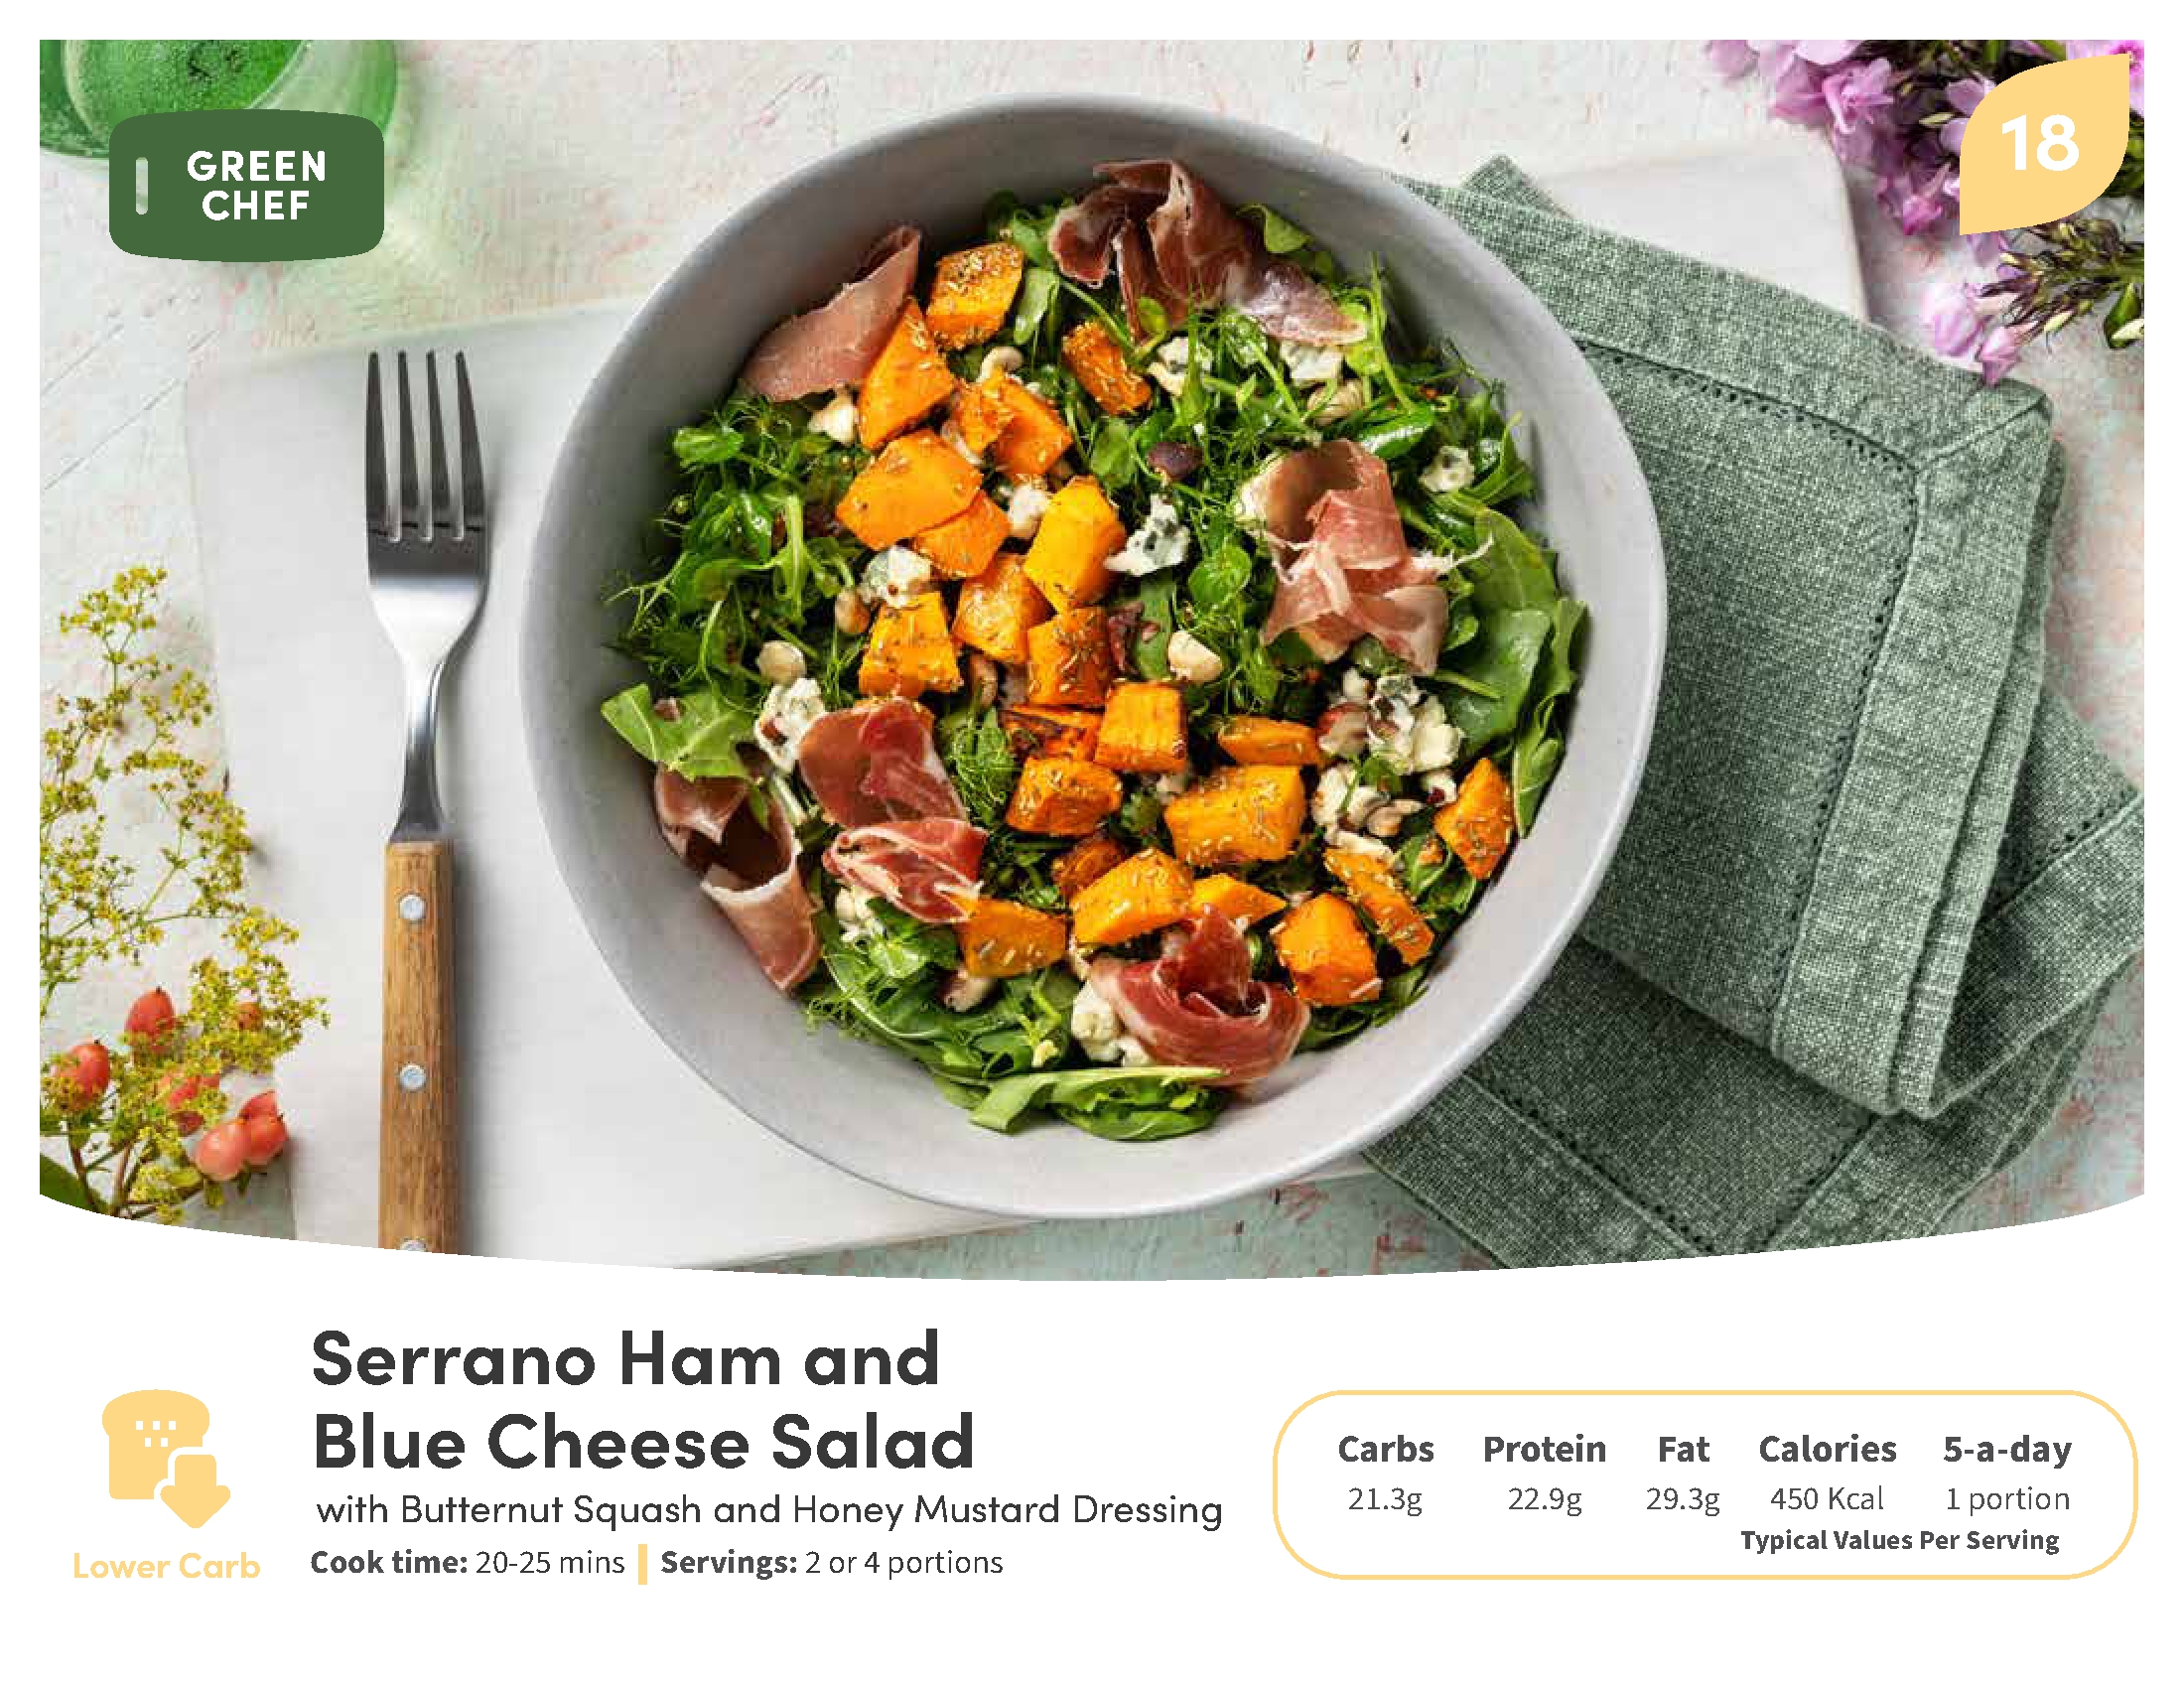 GREEN
CHEF
18
Serrano Ham and
Blue Cheese Salad
with Butternut Squash and Honey Mustard Dressing
Cook time: 20-25 mins | Servings: 2 or 4 portions
Lower Carb
Carbs Protein Fat Calories 5-a-day
21.3g 22.9g 29.3g 450 Kcal 1 portion
Typical Values Per Serving